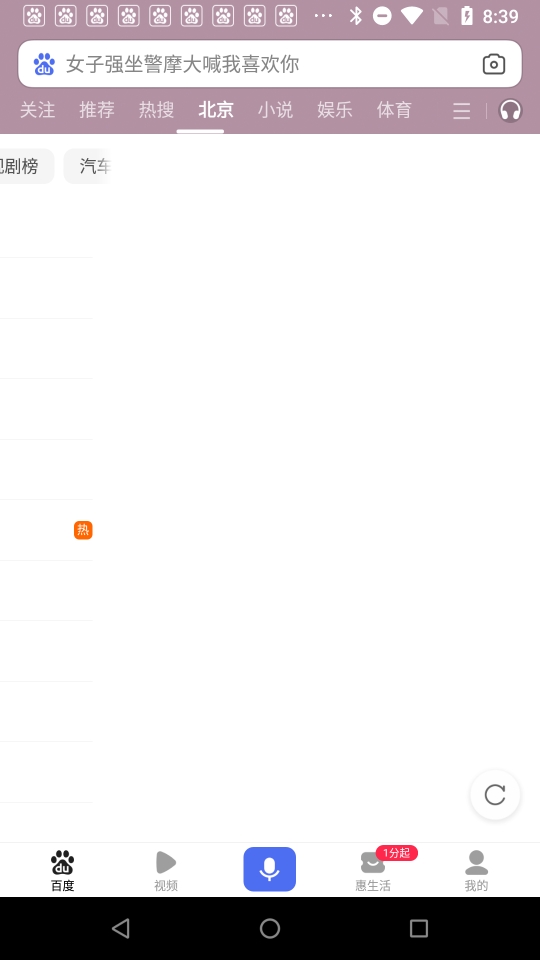 8:39
女子强坐警摩大喊我喜欢你
关注 推荐 热搜 北京 小说 娱乐 体育
剧榜 汽车
热
1分起
百度 视频 惠生活 我的